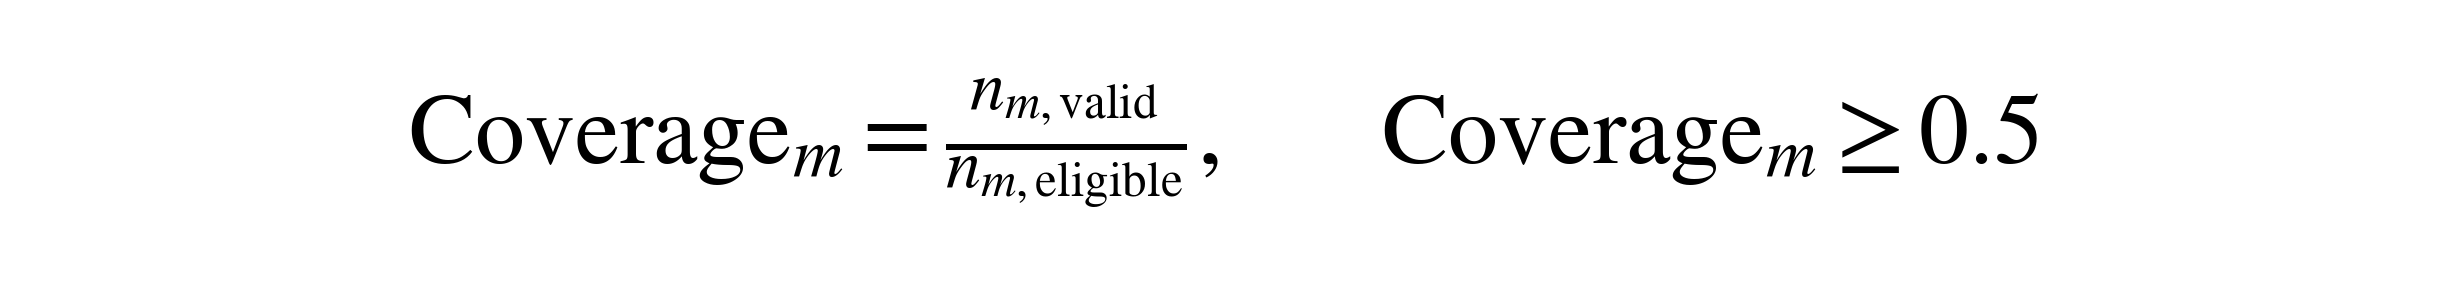 Coverage_m = n_{m, valid} / n_{m, eligible}, Coverage_m ≥ 0.5